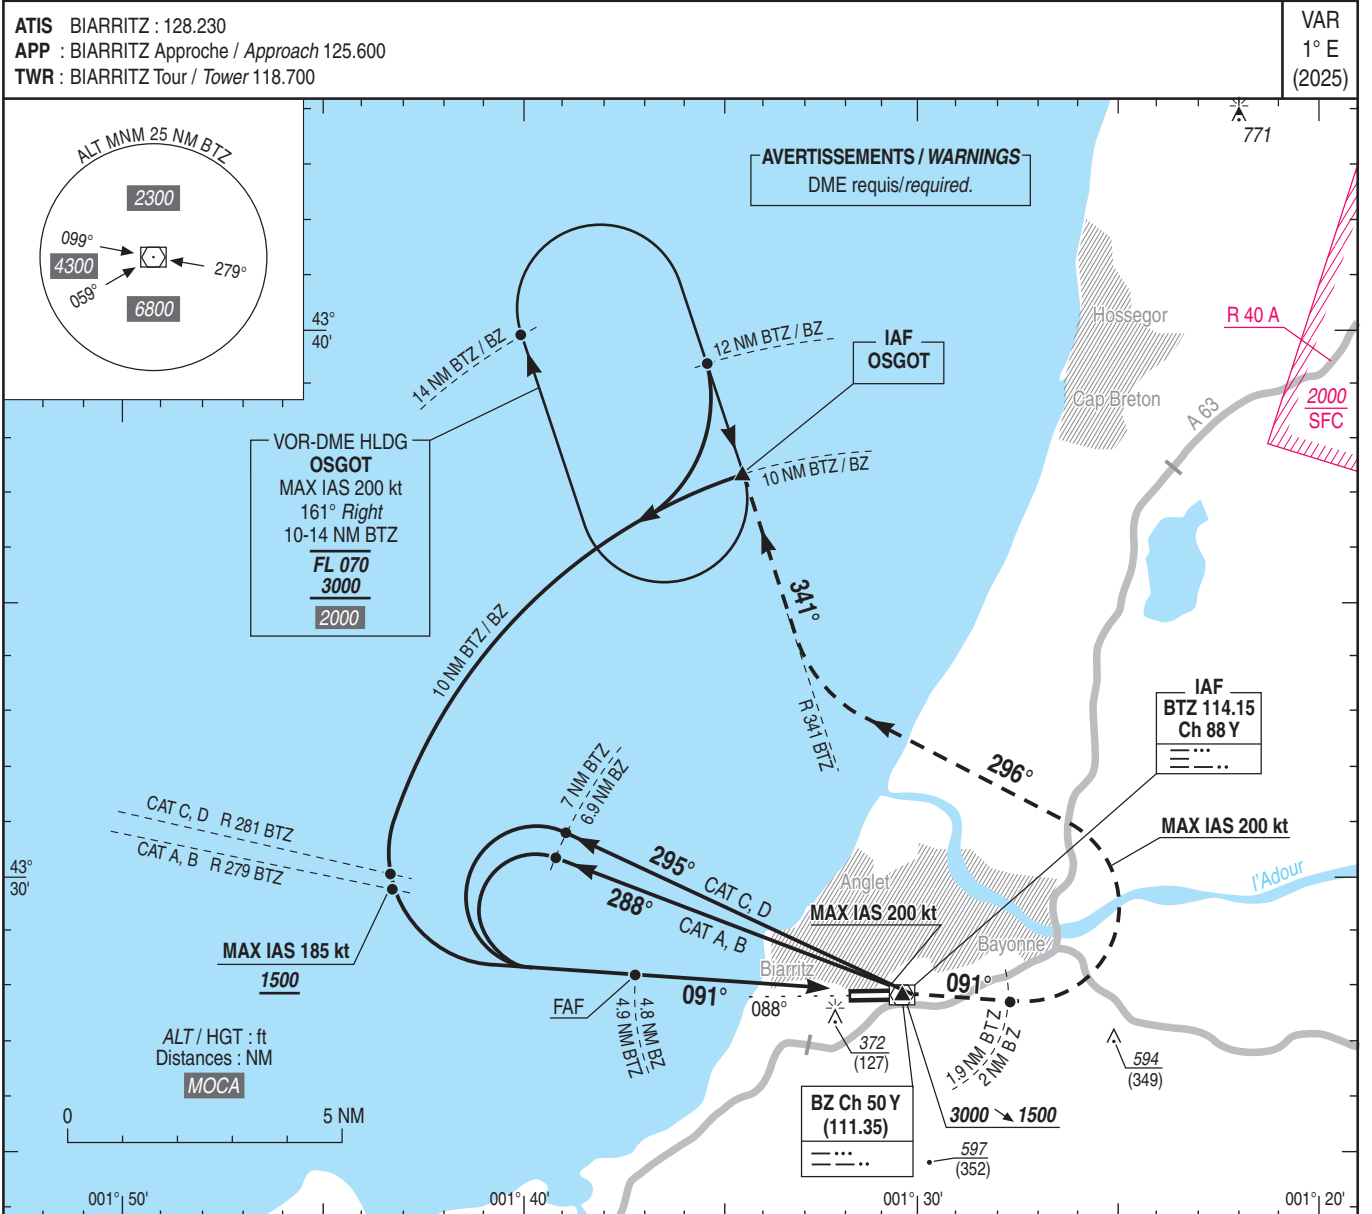 ATIS BIARRITZ : 128.230
APP : BIARRITZ Approche / Approach 125.600
TWR : BIARRITZ Tour / Tower 118.700
VAR
1° E
(2025)
ALT MNM 25 NM BTZ
2300
099°
4300
059°
279°
6800
AVERTISSEMENTS / WARNINGS
DME requis/required.
771
43°
40'
14 NM BTZ / BZ
12 NM BTZ / BZ
IAF
OSGOT
Hossegor
Cap Breton
R 40 A
2000
SFC
A 63
VOR-DME HLDG
OSGOT
MAX IAS 200 kt
161° Right
10-14 NM BTZ
FL 070
3000
2000
10 NM BTZ / BZ
10 NM BTZ / BZ
341°
R 341 BTZ
296°
IAF
BTZ 114.15
Ch 88 Y
MAX IAS 200 kt
7 NM BTZ
6.9 NM BZ
CAT C, D R 281 BTZ
CAT A, B R 279 BTZ
43°
30'
295° CAT C, D
288° CAT A, B
Anglet
MAX IAS 200 kt
Bayonne
Biarritz
l'Adour
MAX IAS 185 kt
1500
FAF
091°
088°
091°
4.8 NM BZ
4.9 NM BTZ
1.9 NM BTZ
2 NM BZ
372
(127)
594
(349)
ALT / HGT : ft
Distances : NM
MOCA
0 5 NM
BZ Ch 50 Y
(111.35)
3000 1500
597
(352)
001° 50'
001° 40'
001° 30'
001° 20'